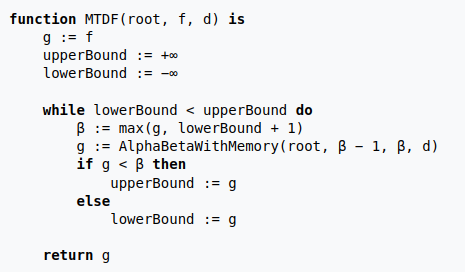 function MTDF(root, f, d) is
    g := f
    upperBound := +∞
    lowerBound := −∞

    while lowerBound < upperBound do
        β := max(g, lowerBound + 1)
        g := AlphaBetaWithMemory(root, β − 1, β, d)
        if g < β then
            upperBound := g
        else
            lowerBound := g

    return g